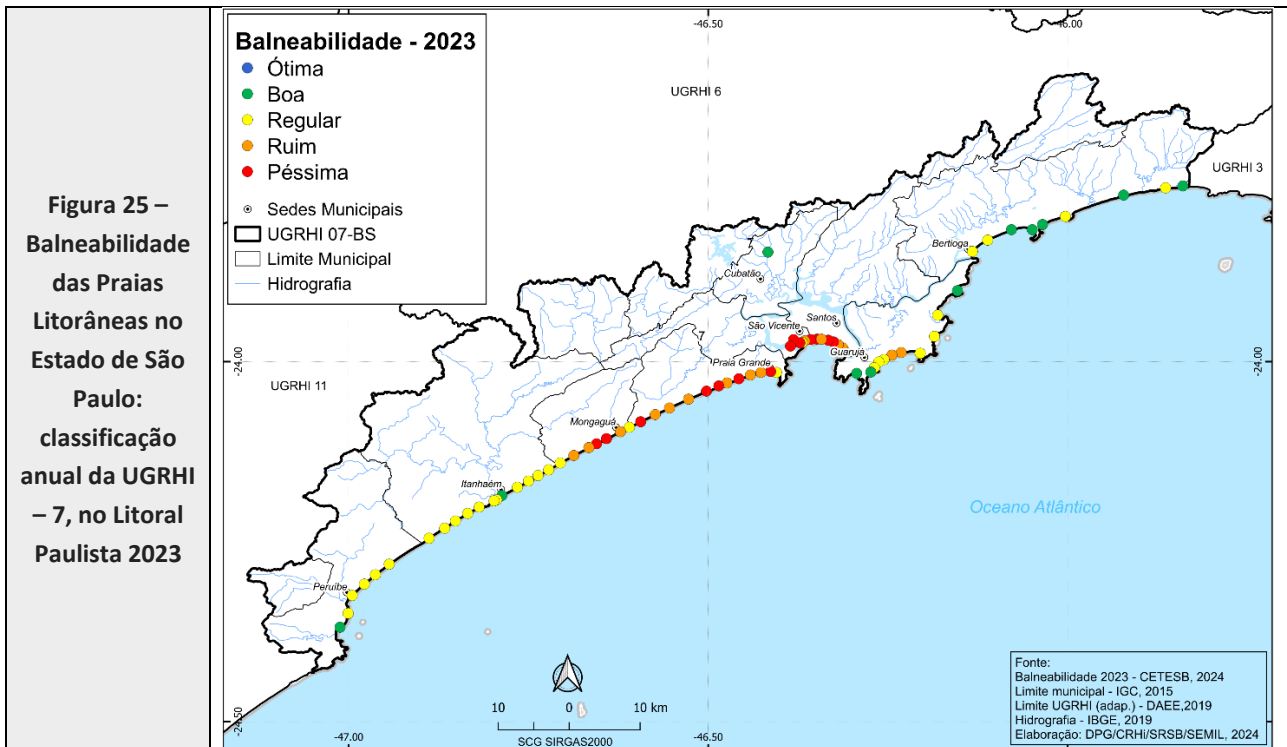 Figura 25 –
Balneabilidade
das Praias
Litorâneas no
Estado de São
Paulo:
classificação
anual da UGRHI
– 7, no Litoral
Paulista 2023
-46.50
-46.00
Balneabilidade - 2023
Ótima
Boa
Regular
Ruim
Péssima
Sedes Municipais
UGRHI 07-BS
Limite Municipal
Hidrografia
UGRHI 6
UGRHI 3
Bertioga
Cubatão
Santos
São Vicente
Guarujá
Praia Grande
-24.00
-24.00
UGRHI 11
Mongaguá
Itanhaém
Oceano Atlântico
Peruíbe
10 0 10 km
SCG SIRGAS2000
-24.50
-47.00
-46.50
Fonte:
Balneabilidade 2023 - CETESB, 2024
Limite municipal - IGC, 2015
Limite UGRHI (adap.) - DAEE,2019
Hidrografia - IBGE, 2019
Elaboração: DPG/CRHi/SRSB/SEMIL, 2024